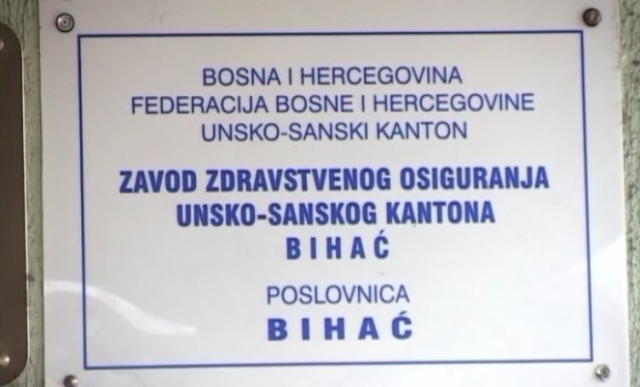 BOSNA I HERCEGOVINA
FEDERACIJA BOSNE I HERCEGOVINE
UNSKO-SANSKI KANTON
ZAVOD ZDRAVSTVENOG OSIGURANJA
UNSKO-SANSKOG KANTONA
BIHAĆ
POSLOVNICA
BIHAĆ